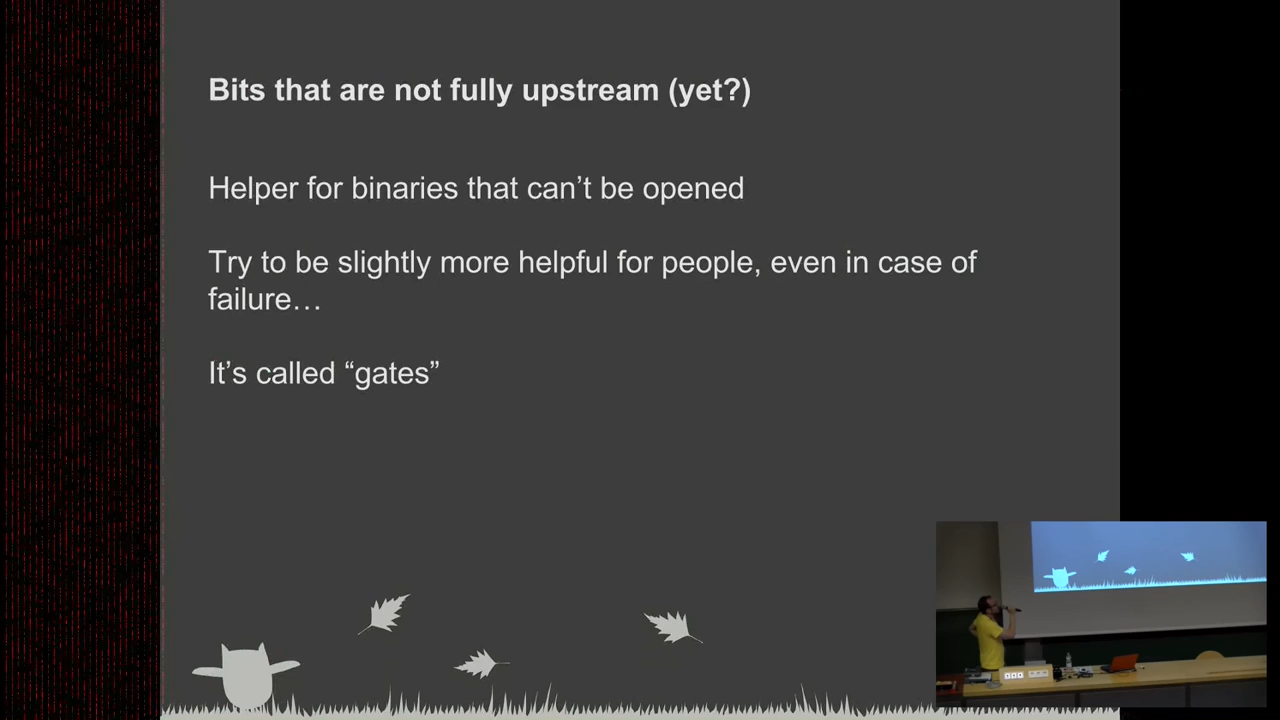 Bits that are not fully upstream (yet?)
Helper for binaries that can’t be opened
Try to be slightly more helpful for people, even in case of
failure…
It’s called “gates”